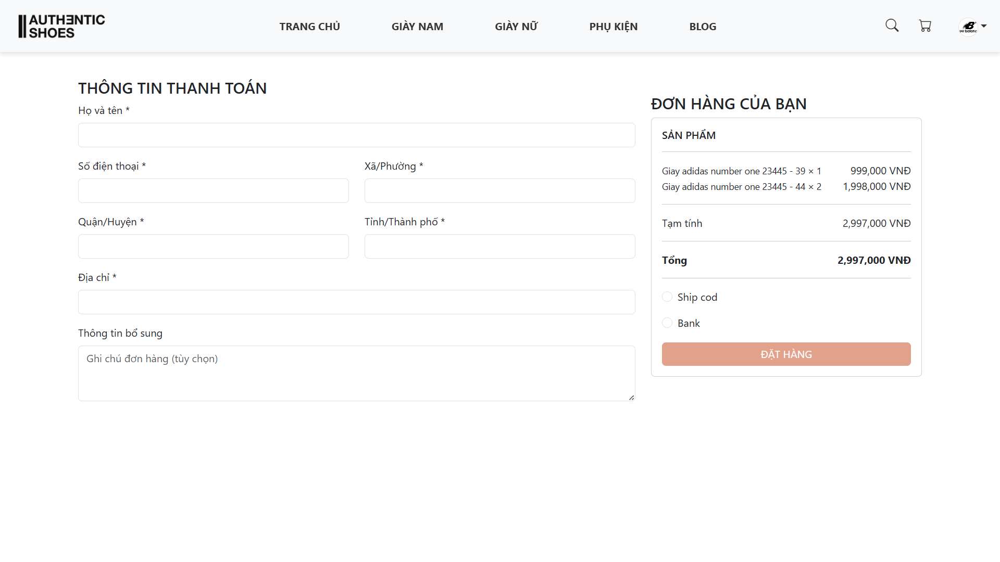 AUTHƎNTIC
SHOES
TRANG CHỦ
GIÀY NAM
GIÀY NỮ
PHỤ KIỆN
BLOG
THÔNG TIN THANH TOÁN
Họ và tên *
Số điện thoại *
Xã/Phường *
Quận/Huyện *
Tỉnh/Thành phố *
Địa chỉ *
Thông tin bổ sung
Ghi chú đơn hàng (tùy chọn)
ĐƠN HÀNG CỦA BẠN
SẢN PHẨM
Giay adidas number one 23445 - 39 × 1 999,000 VNĐ
Giay adidas number one 23445 - 44 × 2 1,998,000 VNĐ
Tạm tính 2,997,000 VNĐ
Tổng 2,997,000 VNĐ
Ship cod
Bank
ĐẶT HÀNG